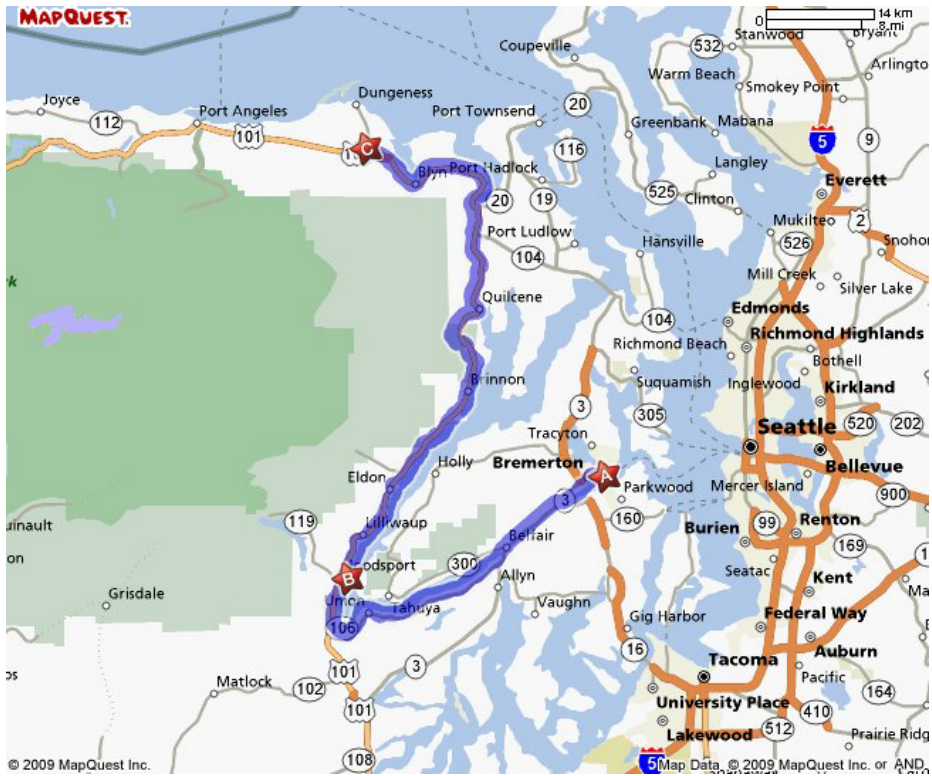 MAPQUEST.
0 14 km
8 mi
Coupeville
532
Stanwood
Bryant
Warm Beach
Arlington
Joyce
Dungeness
Port Angeles
Port Townsend
20
Smokey Point
112
101
Greenbank
Mabana
9
5
C
116
Blyn
Port Hadlock
Langley
20
19
525
Clinton
Everett
Port Ludlow
Hansville
Mukilteo
2
104
526
Snoho
Mill Creek
Silver Lake
Quilcene
Edmonds
104
Richmond Highlands
Richmond Beach
Bothell
Brinnon
Suquamish
Inglewood
Kirkland
3
305
520
202
Tracyton
Seattle
Holly
Bremerton
Bellevue
Eldon
A
Parkwood
Mercer Island
900
3
119
Lilliwaup
160
99
Renton
Burien
uinault
Belfair
169
300
Seatac
B
odsport
Allyn
Kent
Grisdale
Union
Tahuya
Vaughn
106
Gig Harbor
Federal Way
16
Auburn
101
3
Tacoma
Pacific
Matlock
102
University Place
164
101
410
Lakewood
512
Prairie Ridg
108
5
© 2009 MapQuest Inc.
Map Data © 2009 MapQuest Inc. or AND